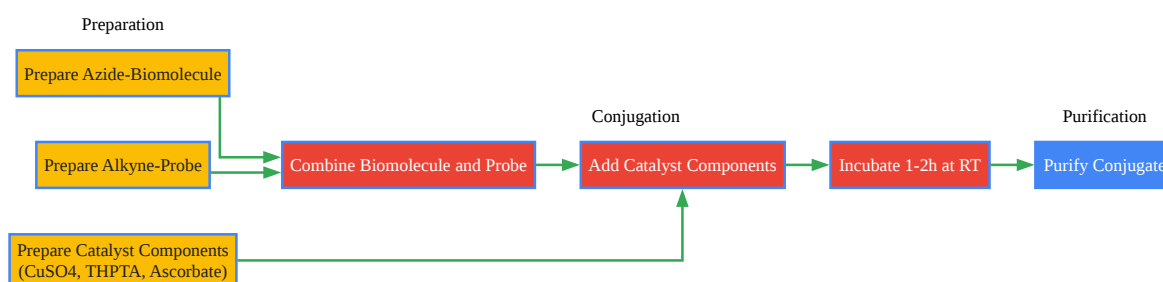 Preparation
Prepare Azide-Biomolecule
Conjugation
Purification
Prepare Alkyne-Probe
Combine Biomolecule and Probe
Add Catalyst Components
Incubate 1-2h at RT
Purify Conjugate
Prepare Catalyst Components
(CuSO4, THPTA, Ascorbate)